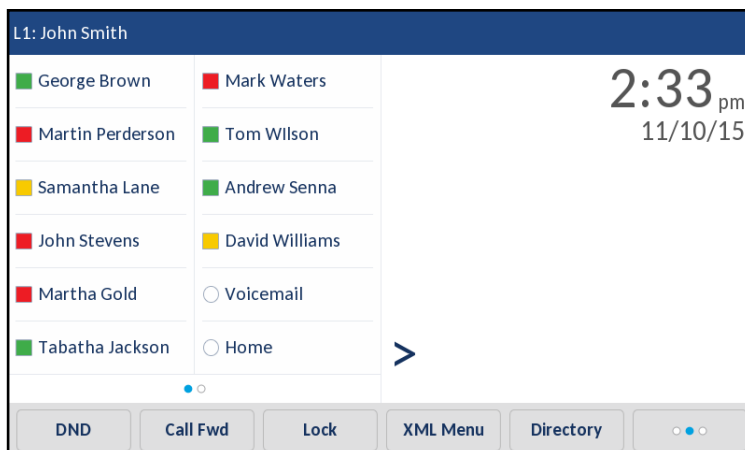 L1: John Smith
George Brown
Mark Waters
Martin Perderson
Tom WIlson
Samantha Lane
Andrew Senna
John Stevens
David Williams
Martha Gold
Voicemail
Tabatha Jackson
Home
2:33 pm
11/10/15
>
DND
Call Fwd
Lock
XML Menu
Directory